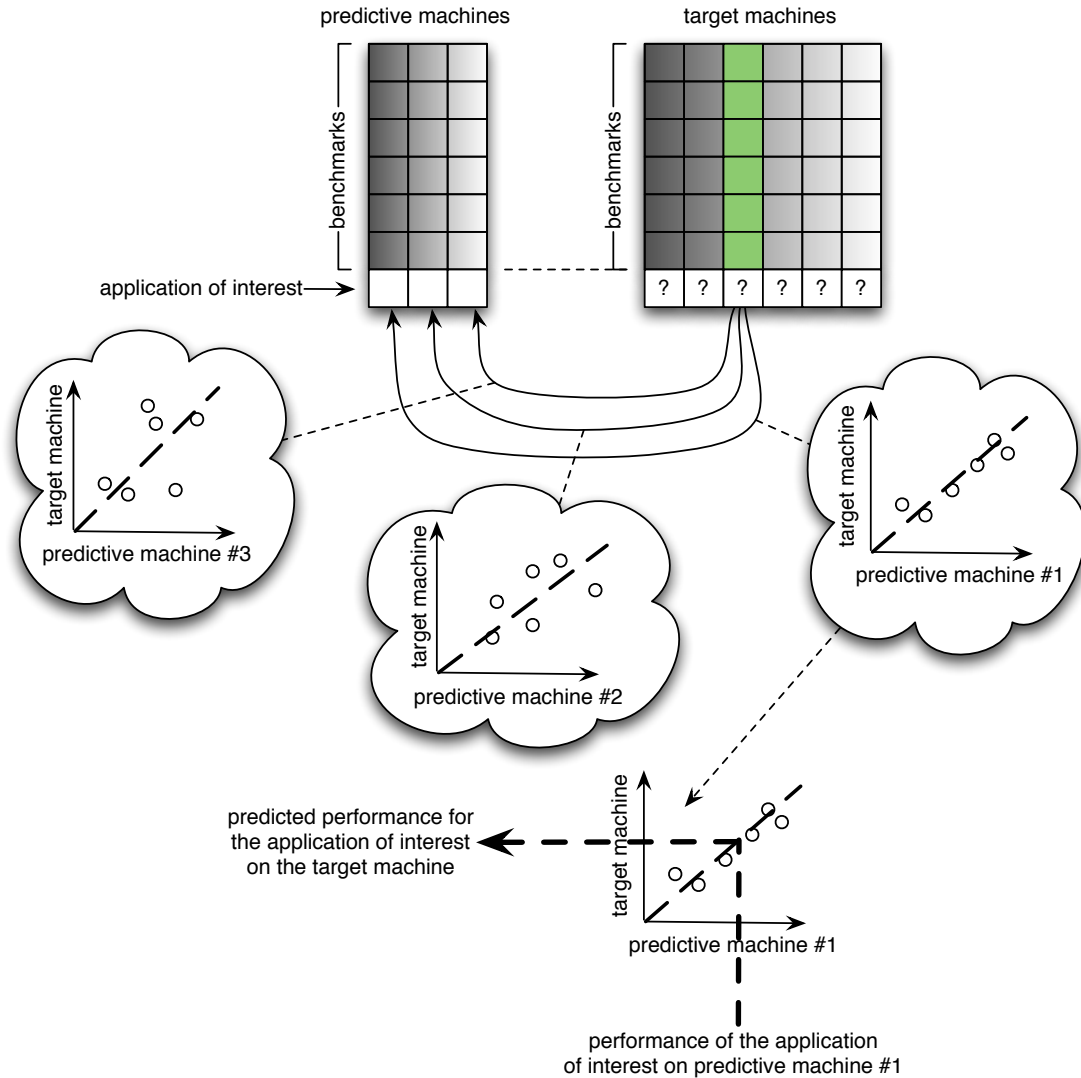 predictive machines
target machines
benchmarks
benchmarks
application of interest
? ? ? ? ? ?
target machine
predictive machine #3
target machine
predictive machine #2
target machine
predictive machine #1
predicted performance for
the application of interest
on the target machine
target machine
predictive machine #1
performance of the application
of interest on predictive machine #1